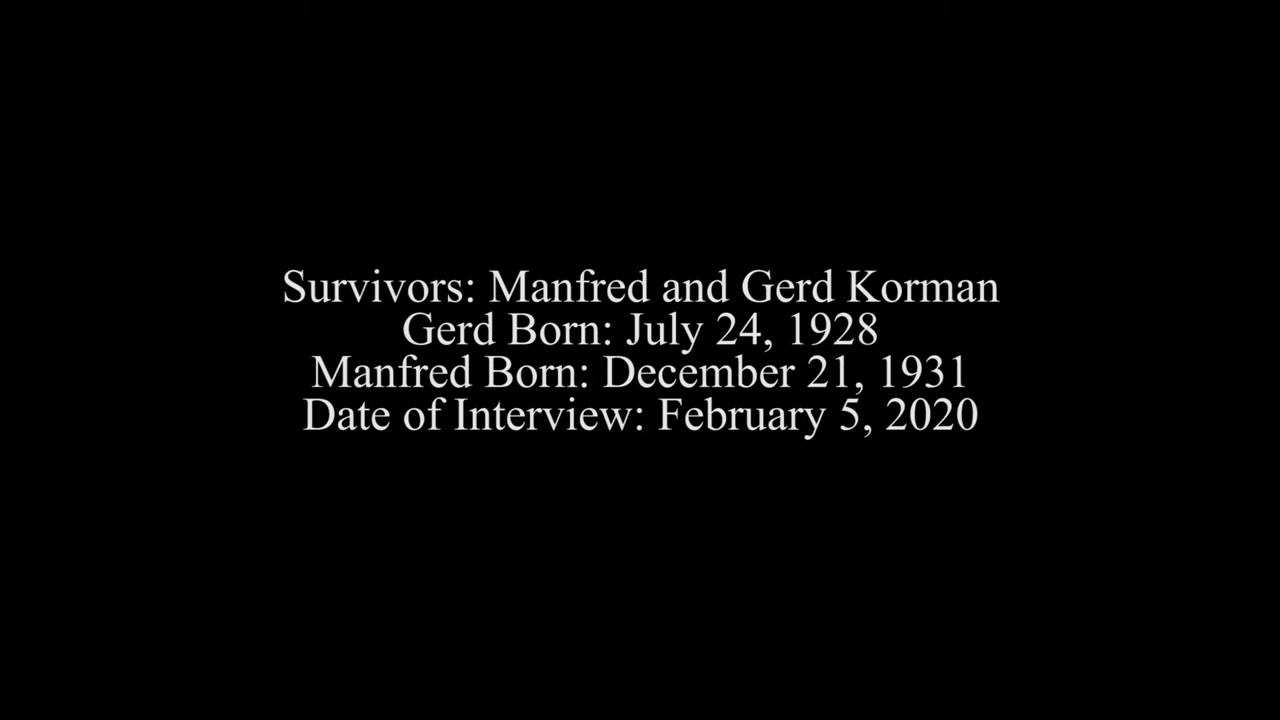 Survivors: Manfred and Gerd Korman
Gerd Born: July 24, 1928
Manfred Born: December 21, 1931
Date of Interview: February 5, 2020